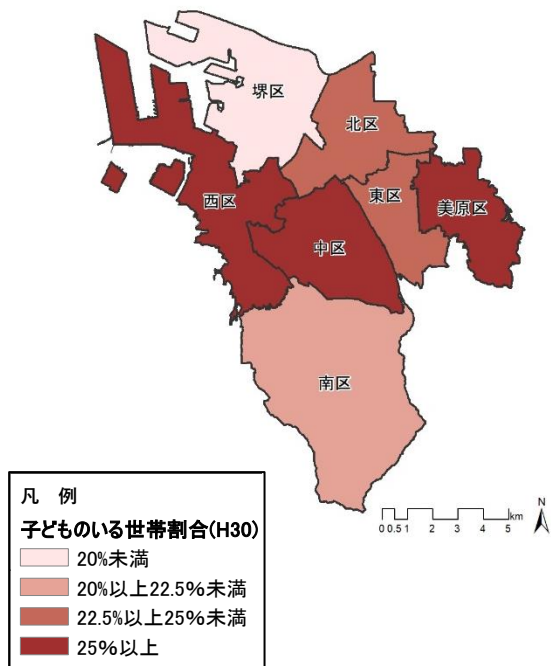 堺区
北区
東区
西区
美原区
中区
南区
凡 例
子どものいる世帯割合(H30)
20%未満
20%以上22.5%未満
22.5%以上25%未満
25%以上
N
km
0 0.5 1 2 3 4 5